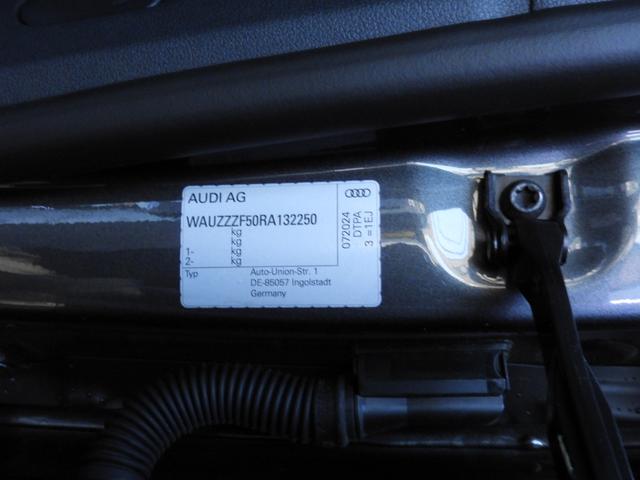 AUDI AG
WAUZZZF50RA132250
kg
kg
1- kg
2- kg
Typ
Auto-Union-Str. 1
DE-85057 Ingolstadt
Germany
072024
DTPA
3 =1EJ